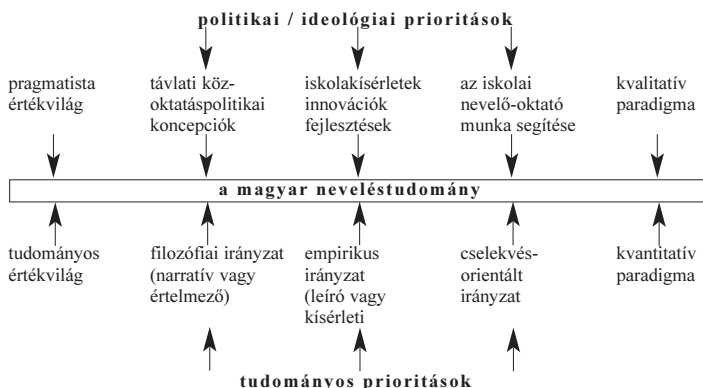 politikai / ideológiai prioritások
pragmatista
értékvilág
távlati köz-
oktatáspolitikai
koncepciók
iskolakísérletek
innovációk
fejlesztések
az iskolai
nevelő-oktató
munka segítése
kvalitatív
paradigma
a magyar neveléstudomány
tudományos
értékvilág
filozófiai irányzat
(narratív vagy
értelmező)
empirikus
irányzat
(leíró vagy
kísérleti
cselekvés-
orientált
irányzat
kvantitatív
paradigma
tudományos prioritások